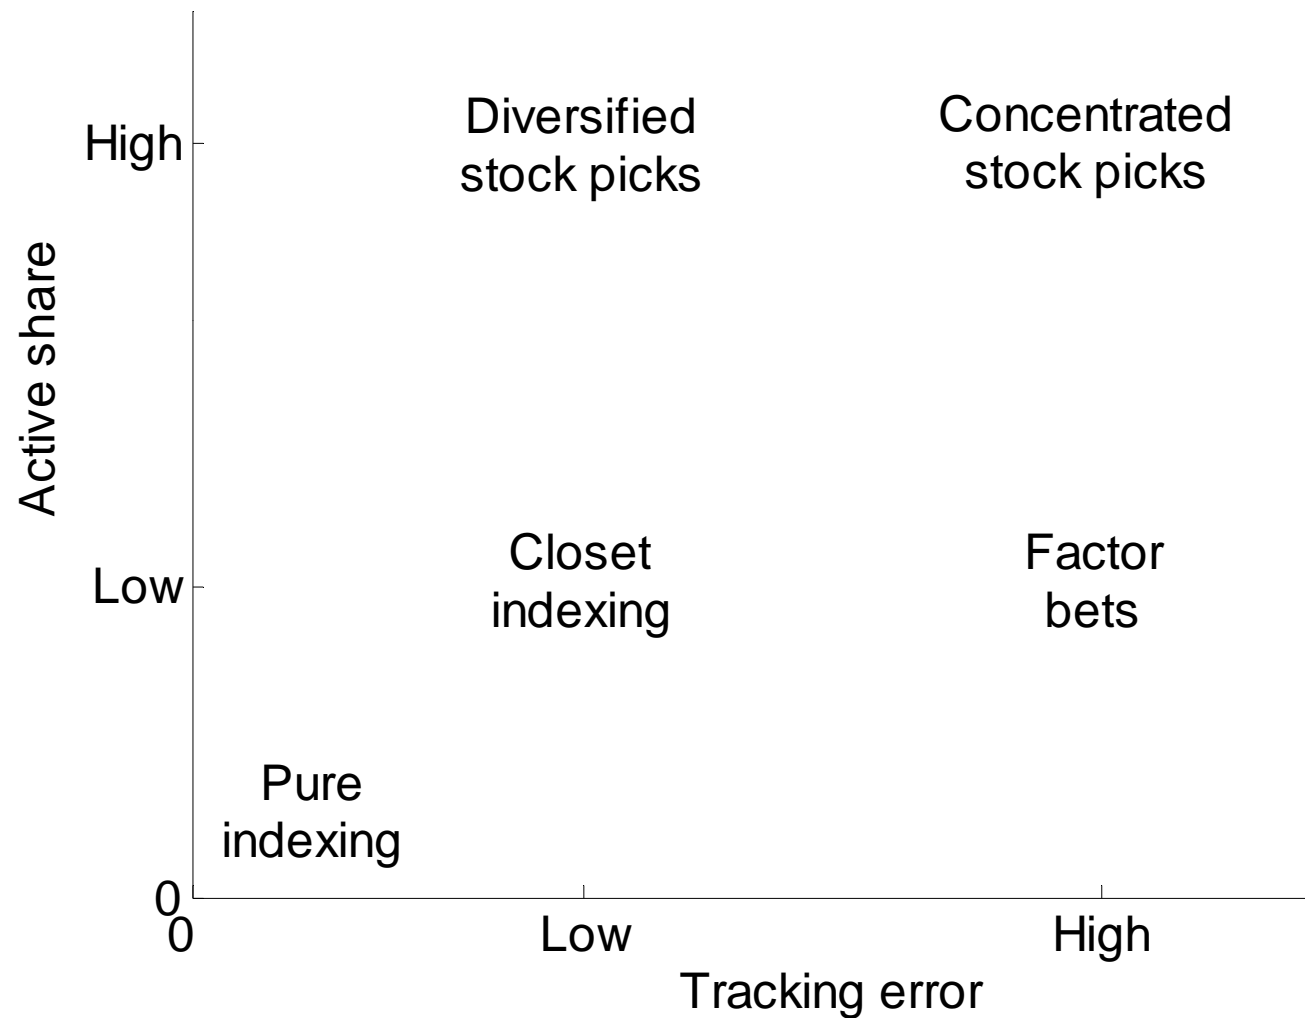 High
Diversified
stock picks
Concentrated
stock picks
Active share
Low
Closet
indexing
Factor
bets
Pure
indexing
0
0
Low
High
Tracking error